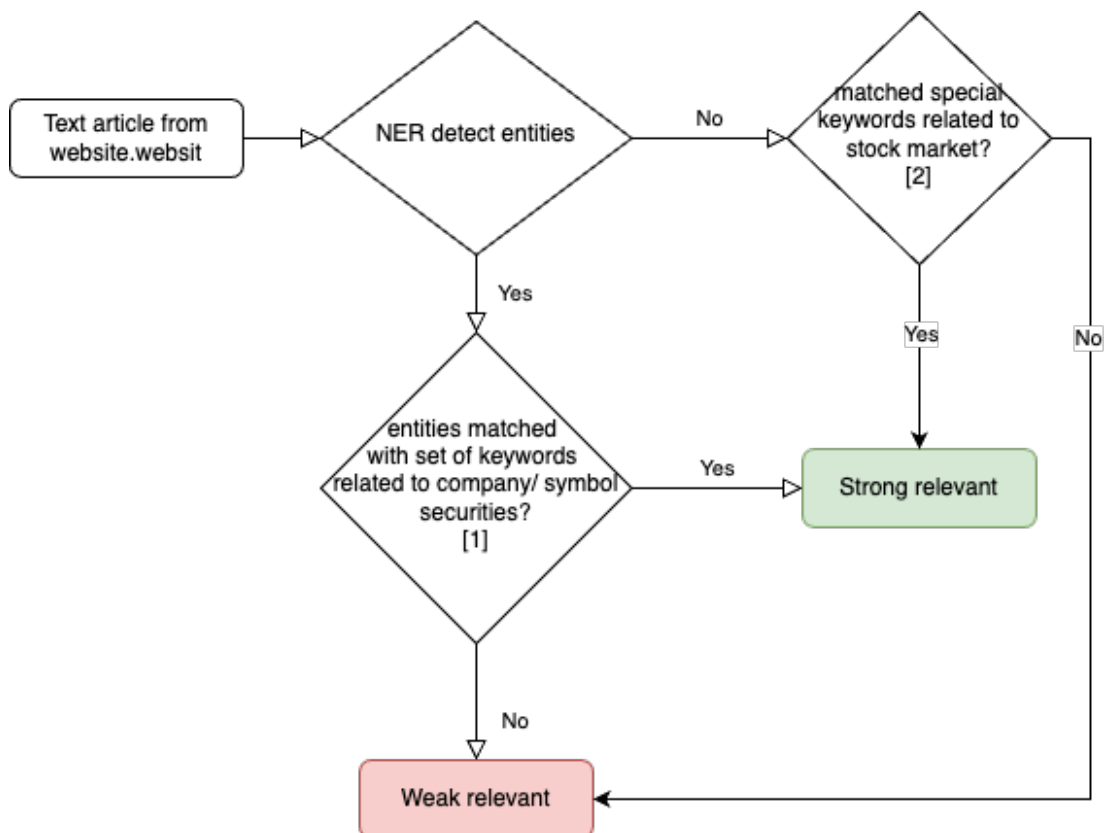 Text article from
website.websit
NER detect entities
No
matched special
keywords related to
stock market?
[2]
Yes
Yes
No
entities matched
with set of keywords
related to company/ symbol
securities?
[1]
Yes
Strong relevant
No
Weak relevant